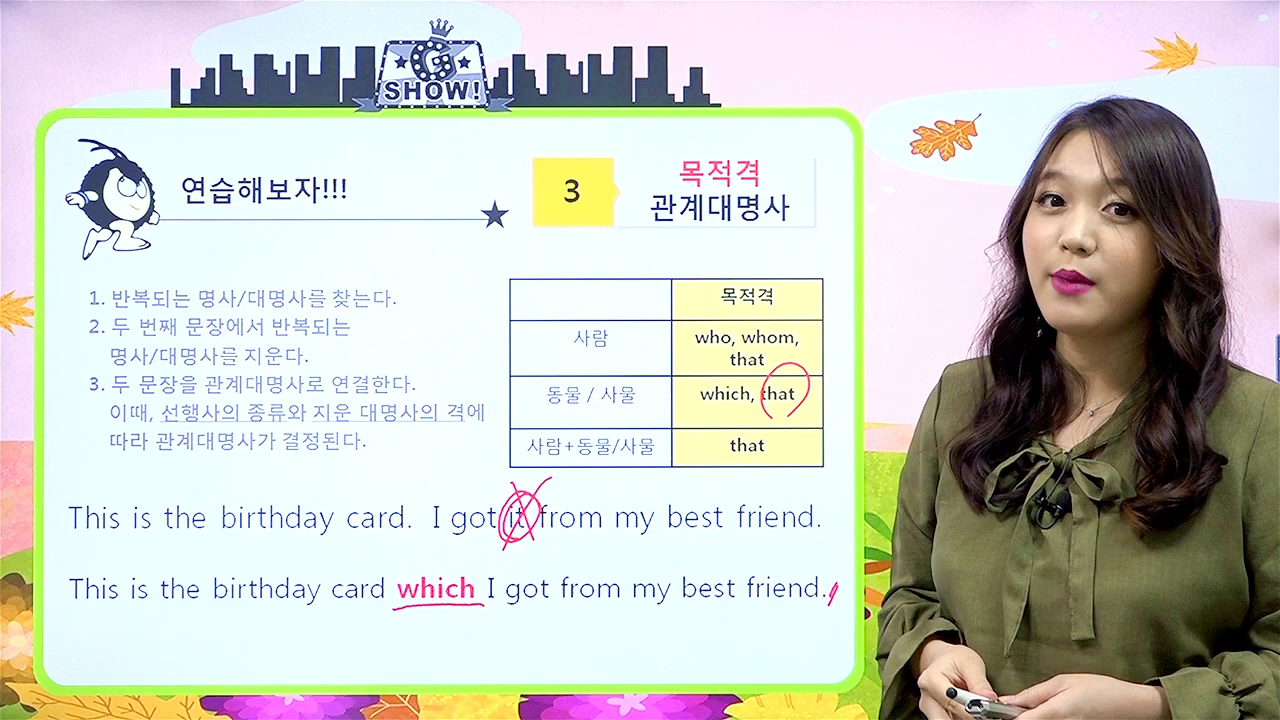 G
SHOW!
연습해보자!!!
3
목적격
관계대명사
1. 반복되는 명사/대명사를 찾는다.
2. 두 번째 문장에서 반복되는
명사/대명사를 지운다.
3. 두 문장을 관계대명사로 연결한다.
이때, 선행사의 종류와 지운 대명사의 격에
따라 관계대명사가 결정된다.
목적격
사람
who, whom,
that
동물 / 사물
which, that
사람+동물/사물
that
This is the birthday card. I got it from my best friend.
This is the birthday card which I got from my best friend.